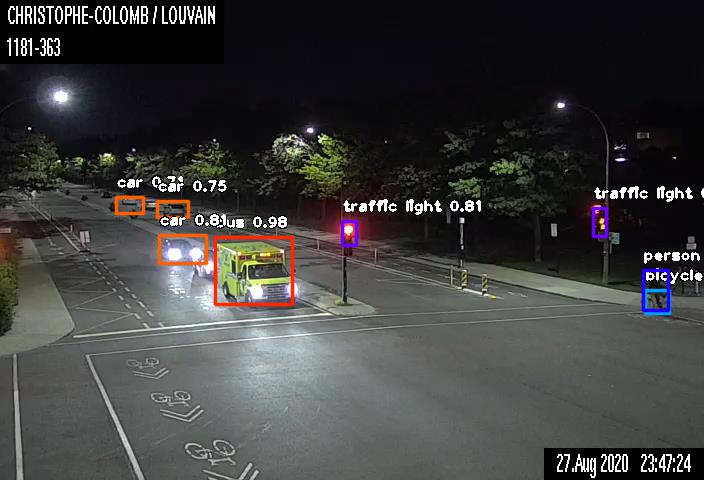 CHRISTOPHE-COLOMB / LOUVAIN
1181-363
car 0.75
car 0.81
bus 0.98
traffic light 0.81
traffic light
person
bicycle
27.Aug 2020 23:47:24